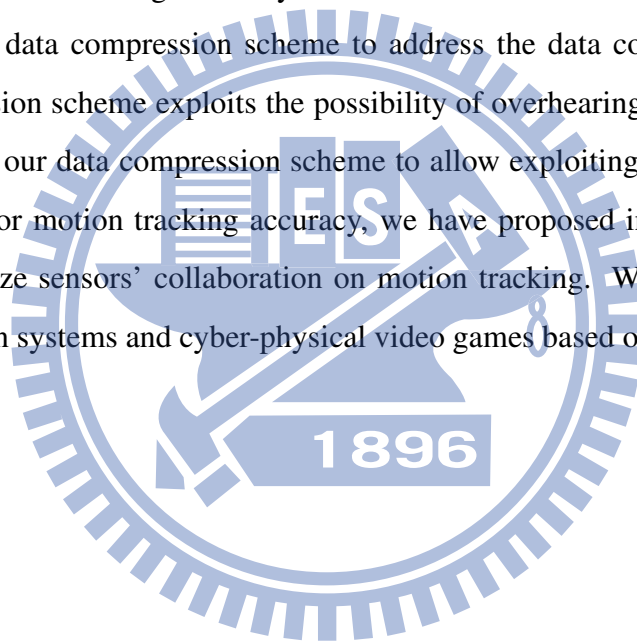 data compression scheme to address the data co
sion scheme exploits the possibility of overhearing
our data compression scheme to allow exploiting
or motion tracking accuracy, we have proposed in
ze sensors' collaboration on motion tracking. W
n systems and cyber-physical video games based o
E S A
1896